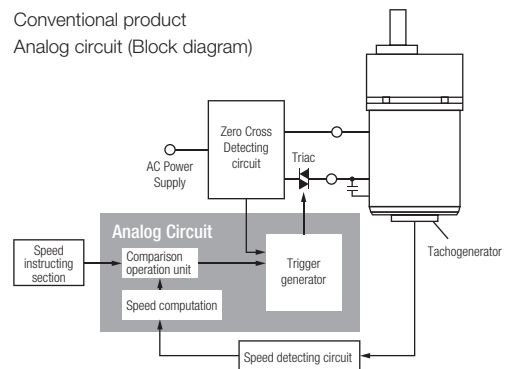 Conventional product
Analog circuit (Block diagram)
Zero Cross
Detecting
circuit
Triac
AC Power
Supply
Analog Circuit
Speed
instructing
section
Comparison
operation unit
Trigger
generator
Speed computation
Tachogenerator
Speed detecting circuit